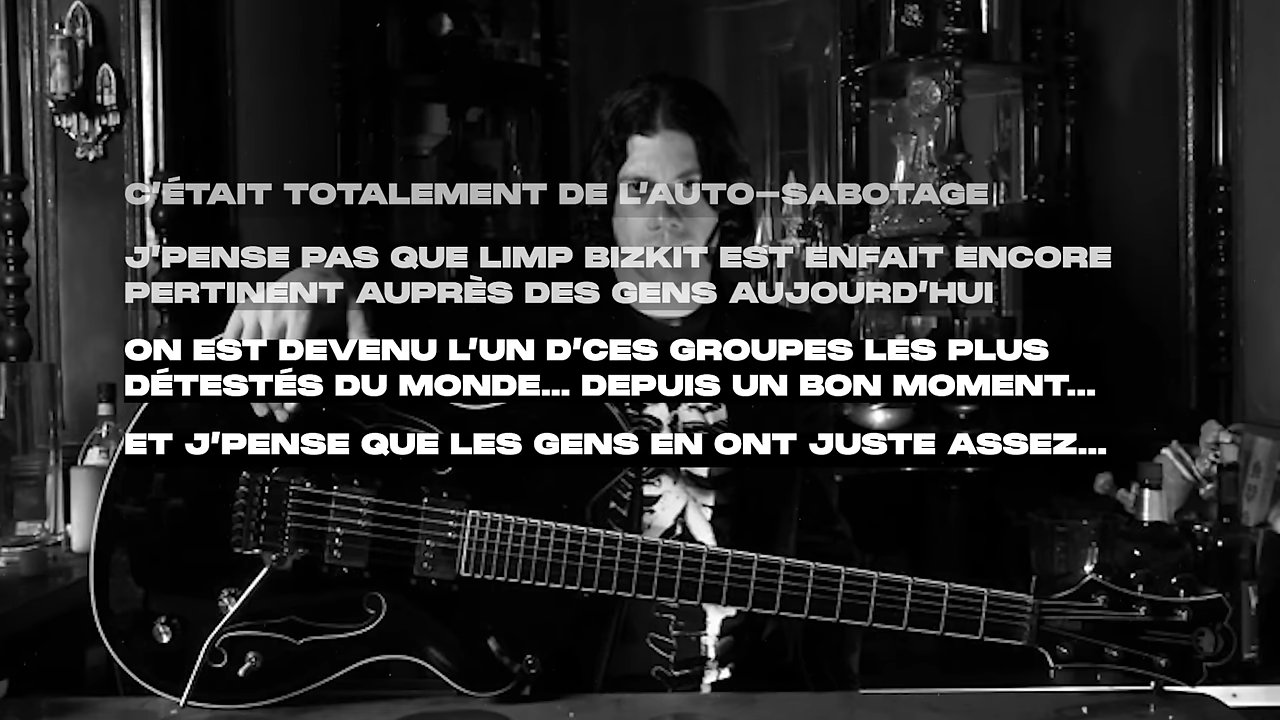 C'ÉTAIT TOTALEMENT DE L'AUTO-SABOTAGE
J'PENSE PAS QUE LIMP BIZKIT EST ENFAIT ENCORE
PERTINENT AUPRÈS DES GENS AUJOURD'HUI
ON EST DEVENU L'UN D'CES GROUPES LES PLUS
DÉTESTÉS DU MONDE... DEPUIS UN BON MOMENT...
ET J'PENSE QUE LES GENS EN ONT JUSTE ASSEZ...